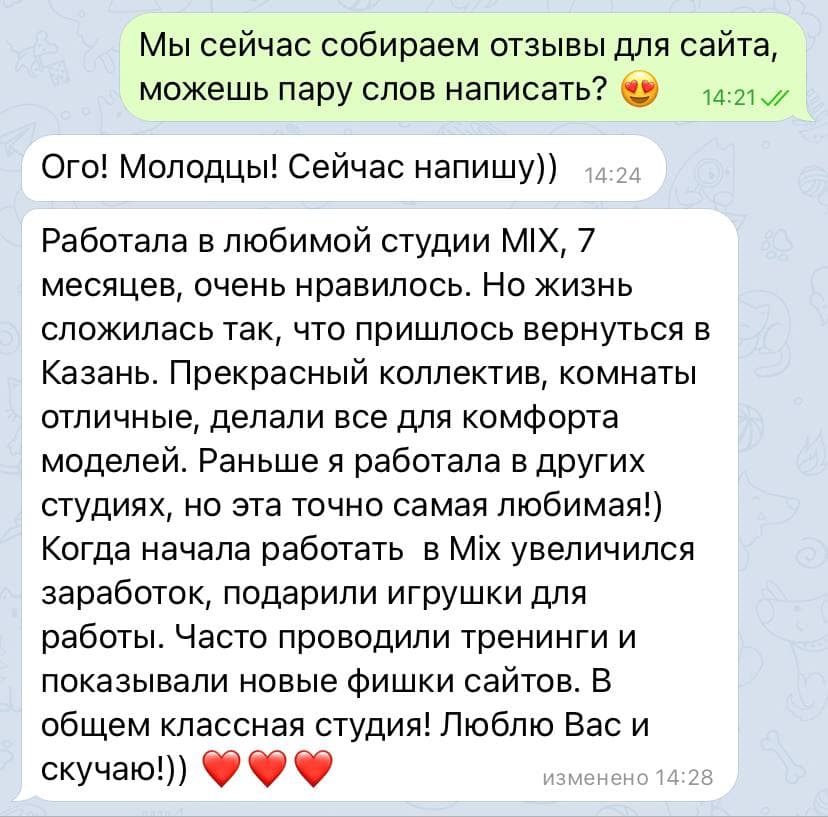 Мы сейчас собираем отзывы для сайта,
можешь пару слов написать? 😍 14:21
Ого! Молодцы! Сейчас напишу)) 14:24
Работала в любимой студии MIX, 7
месяцев, очень нравилось. Но жизнь
сложилась так, что пришлось вернуться в
Казань. Прекрасный коллектив, комнаты
отличные, делали все для комфорта
моделей. Раньше я работала в других
студиях, но эта точно самая любимая!)
Когда начала работать  в Mix увеличился
заработок, подарили игрушки для
работы. Часто проводили тренинги и
показывали новые фишки сайтов. В
общем классная студия! Люблю Вас и
скучаю!)) ❤️❤️❤️ изменено 14:28